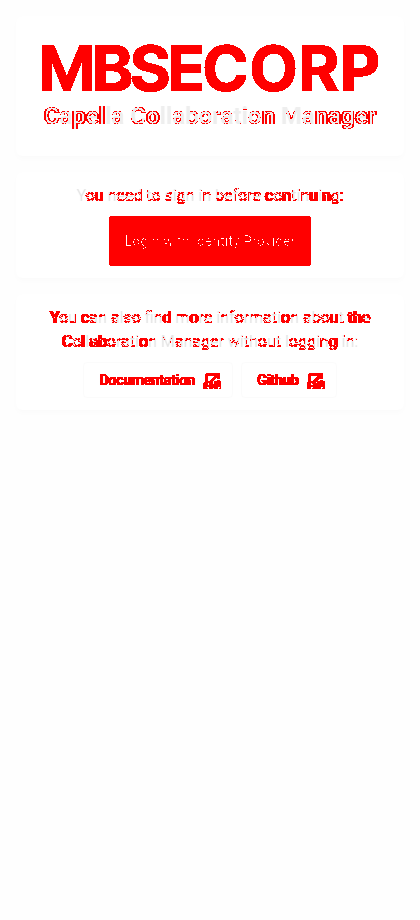 MBSECORP
Capella Collaboration Manager
You need to sign in before continuing:
Login with Identity Provider
You can also find more information about the
Collaboration Manager without logging in:
Documentation
Github